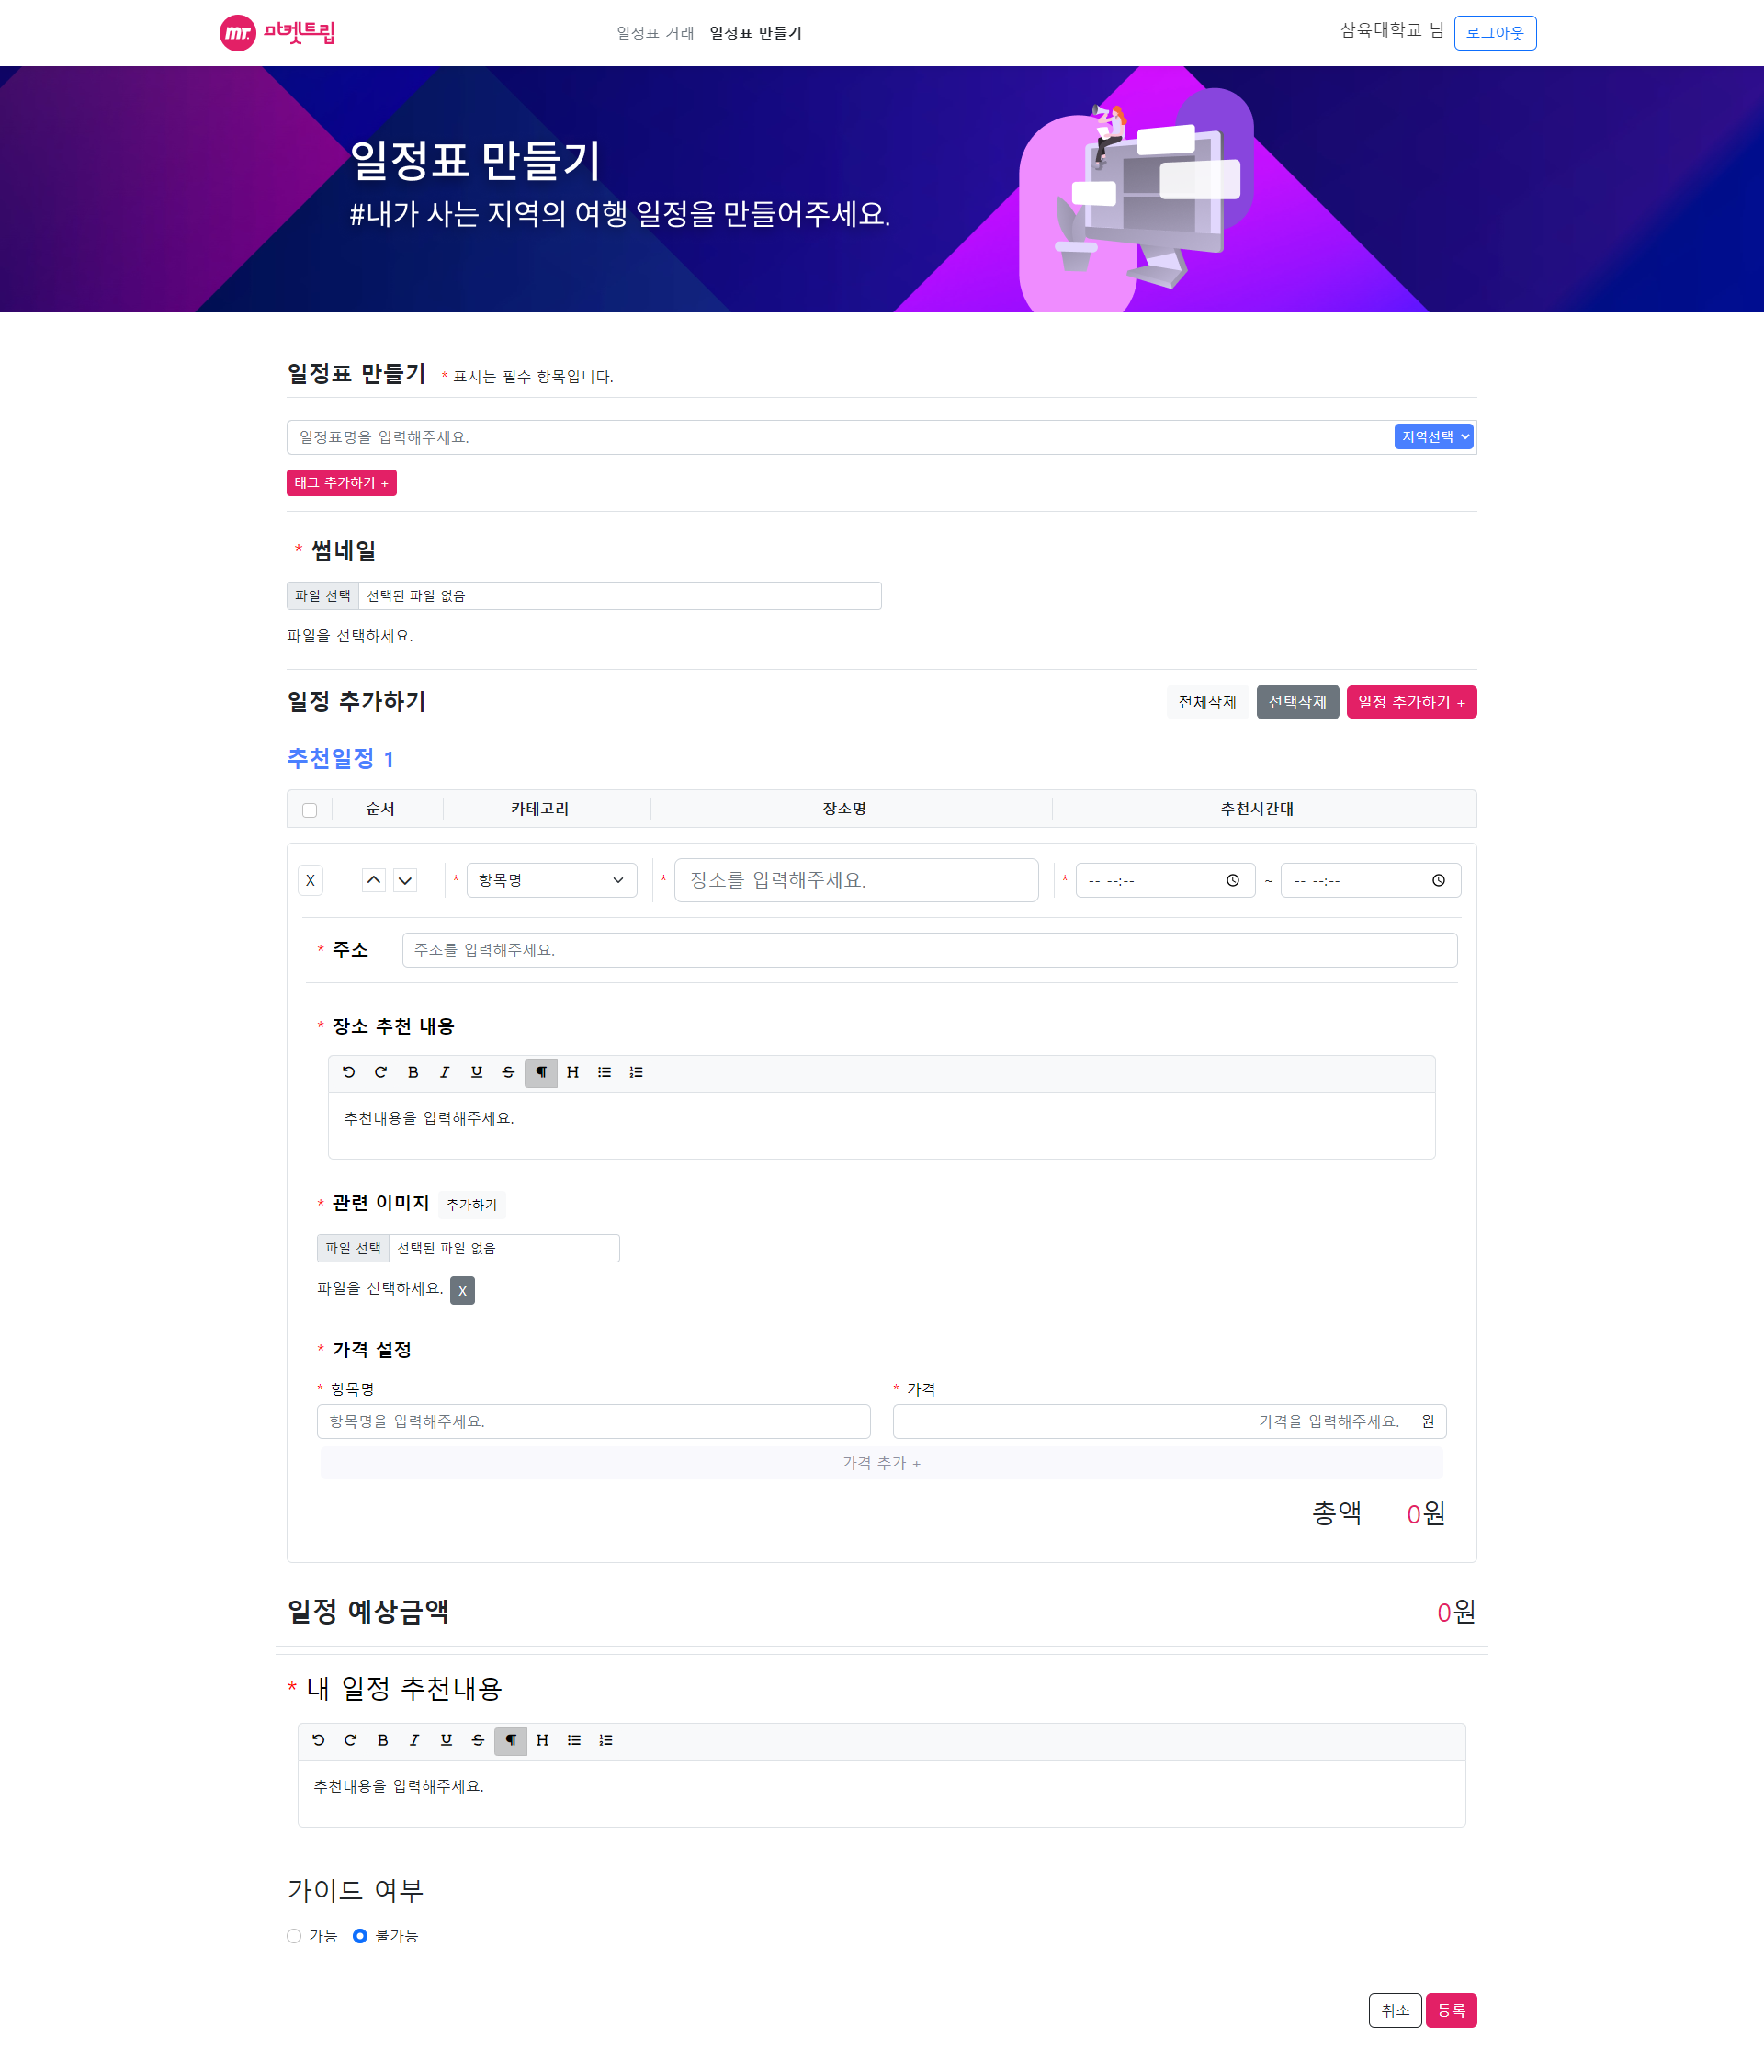 mr. 마켓트립
일정표 거래 일정표 만들기
삼육대학교 님 로그아웃
일정표 만들기
#내가 사는 지역의 여행 일정을 만들어주세요.
일정표 만들기 * 표시는 필수 항목입니다.
일정표명을 입력해주세요. 지역선택
태그 추가하기 +
* 썸네일
파일 선택 선택된 파일 없음
파일을 선택하세요.
일정 추가하기 전체삭제 선택삭제 일정 추가하기 +
추천일정 1
순서 카테고리 장소명 추천시간대
X * 항목명 * 장소를 입력해주세요. * -- --:-- ~ -- --:--
* 주소 주소를 입력해주세요.
* 장소 추천 내용
B I U S ¶ H
추천내용을 입력해주세요.
* 관련 이미지 추가하기
파일 선택 선택된 파일 없음
파일을 선택하세요. X
* 가격 설정
* 항목명 * 가격
항목명을 입력해주세요. 가격을 입력해주세요. 원
가격 추가 +
총액 0원
일정 예상금액 0원
* 내 일정 추천내용
B I U S ¶ H
추천내용을 입력해주세요.
가이드 여부
가능 불가능
취소 등록